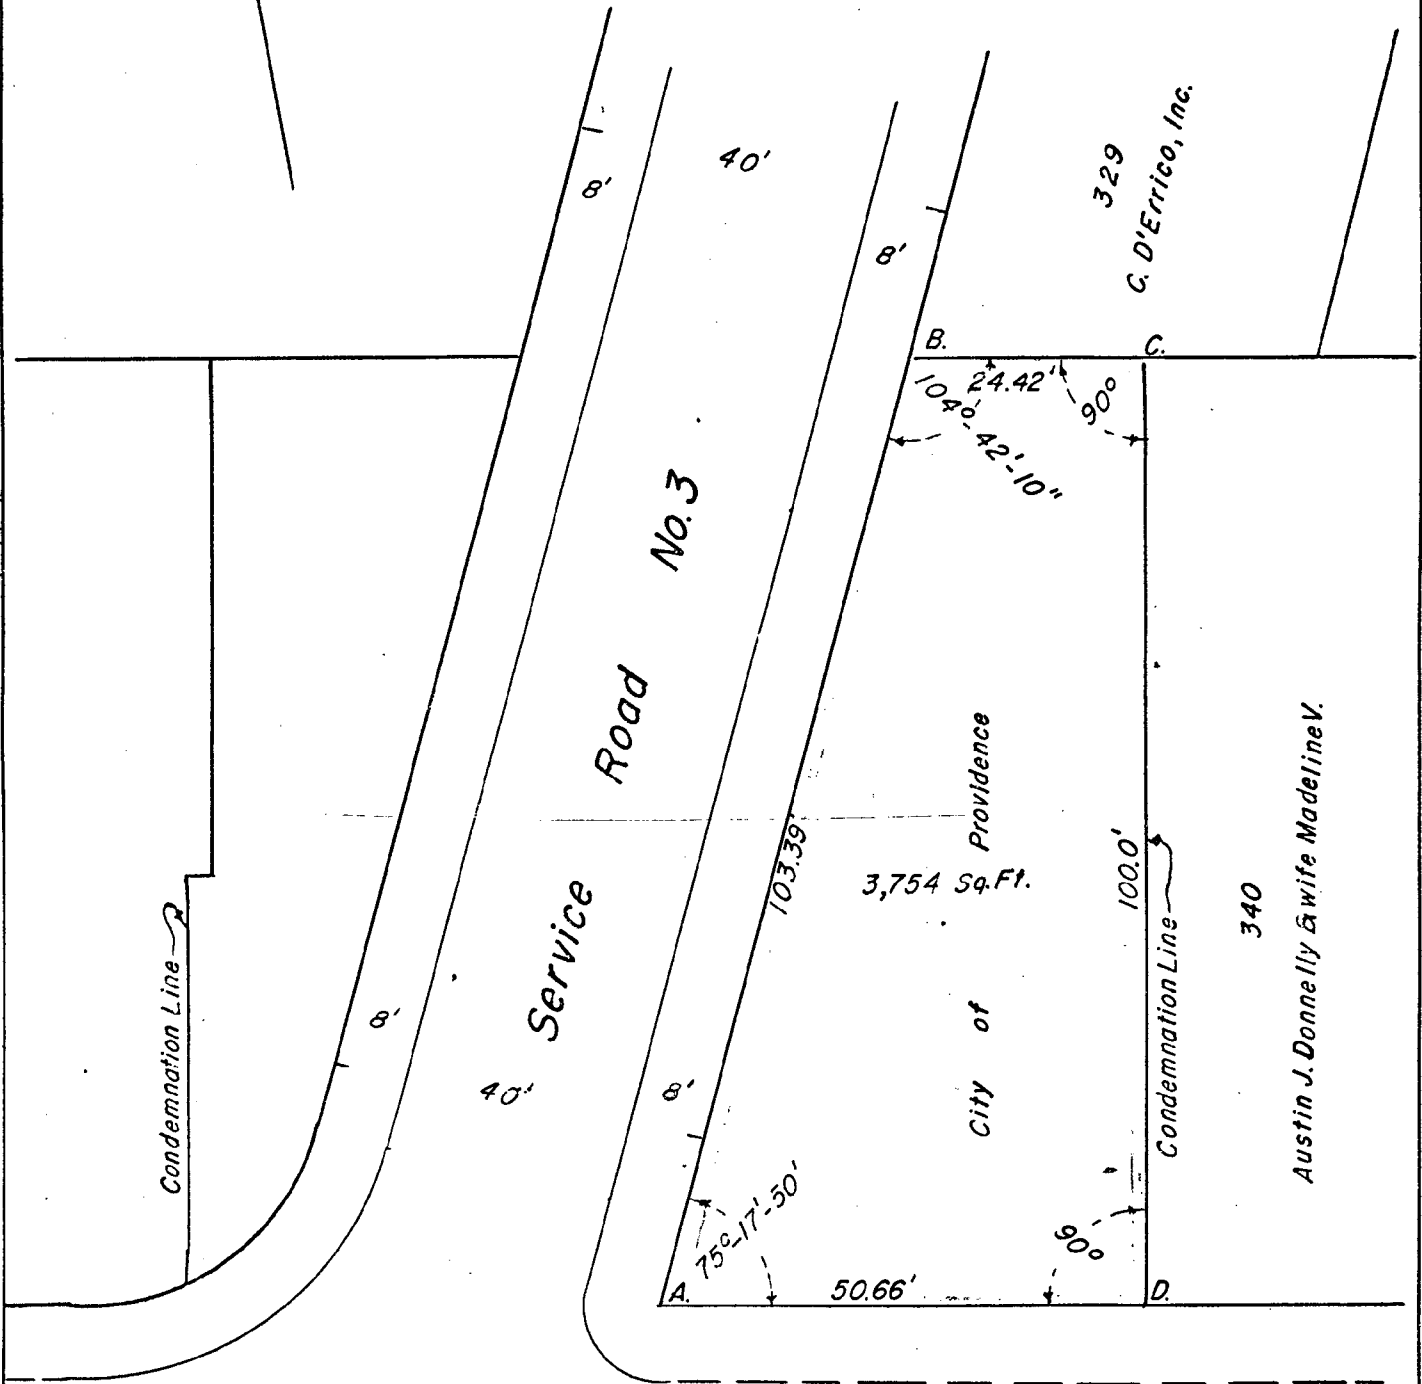 40'
8'
8'
329
C. D'Errico, Inc.
B.
C.
24.42'
104°-42'-10"
90°
Service Road No. 3
103.39'
3,754 Sq. Ft.
City of Providence
100.0'
Condemnation Line
340
Austin J. Donnelly & wife Madeline V.
Condemnation Line
8'
40'
8'
75°-17'-50'
90°
A.
50.66'
D.